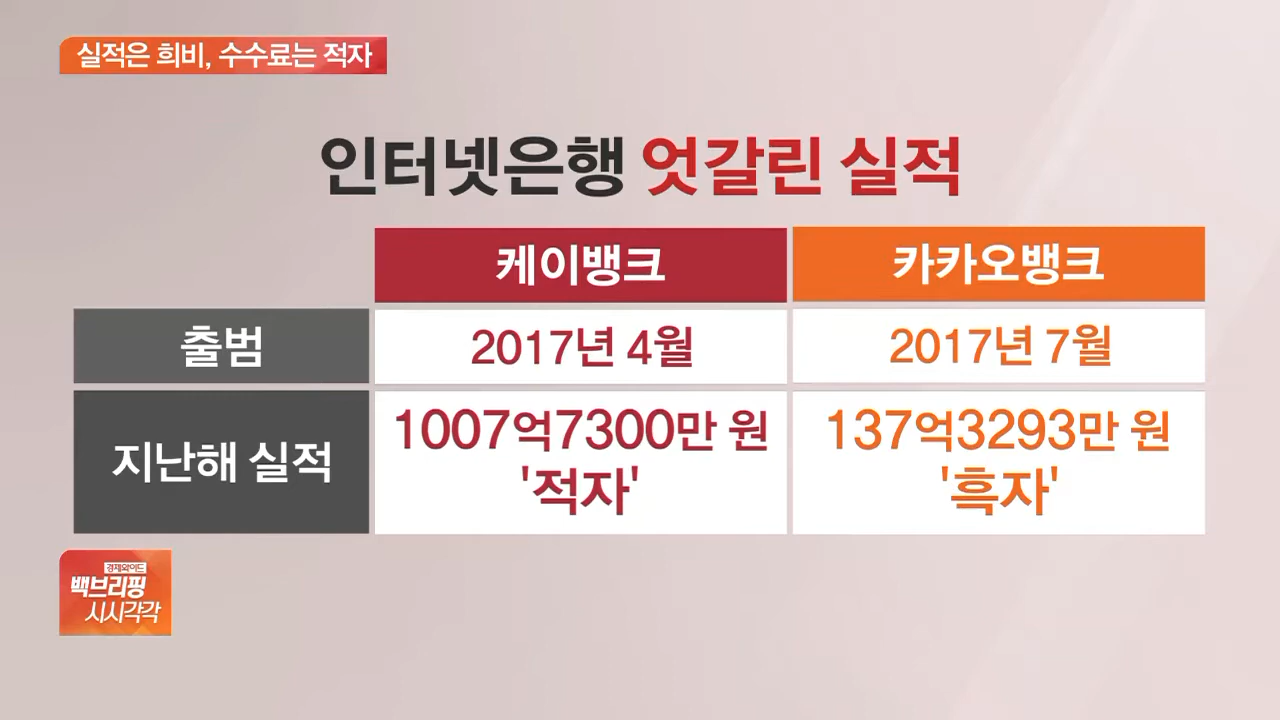 실적은 희비, 수수료는 적자
인터넷은행 엇갈린 실적
케이뱅크 카카오뱅크
출범 2017년 4월 2017년 7월
지난해 실적 1007억7300만 원 137억3293만 원
'적자' '흑자'
경제와이드
백브리핑
시시각각